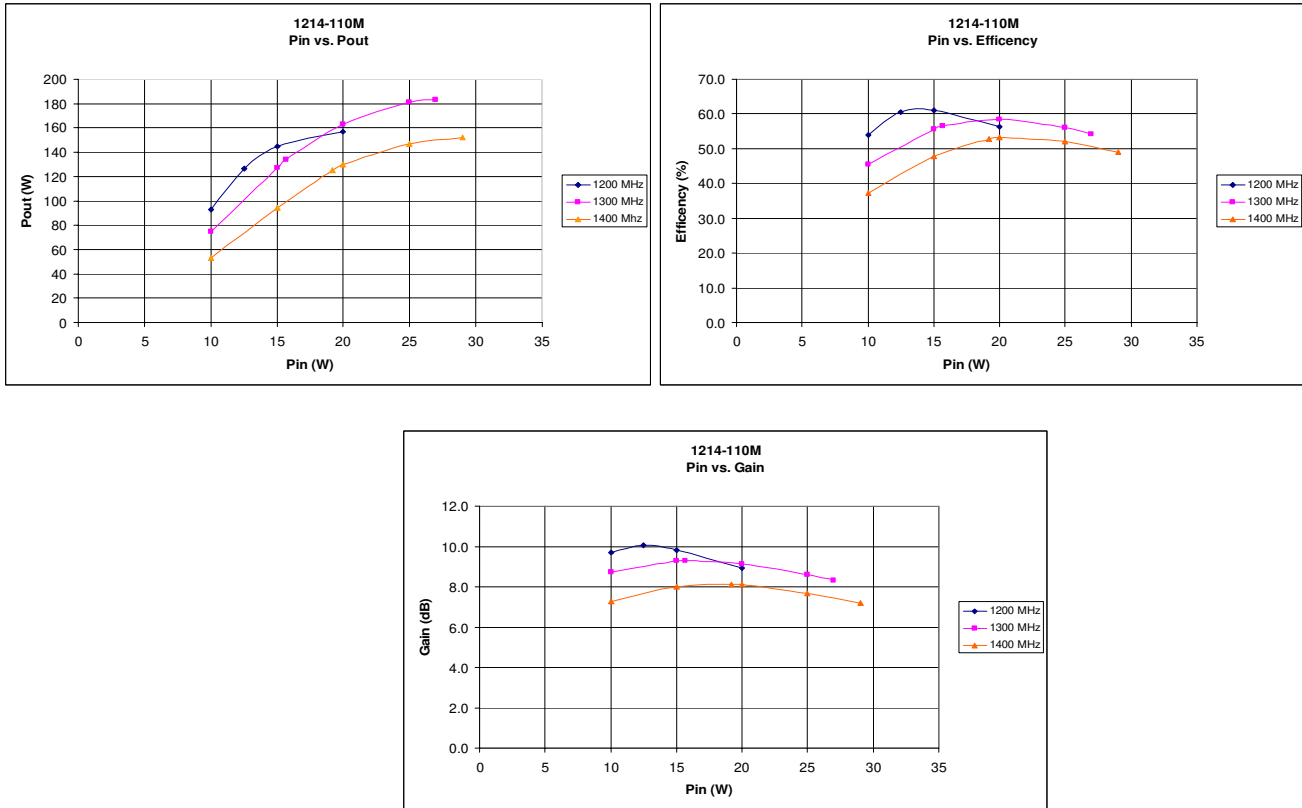 1214-110M
Pin vs. Pout
200
180
160
140
120
100
80
60
40
20
0
Pout (W)
0 5 10 15 20 25 30 35
Pin (W)
1200 MHz
1300 MHz
1400 Mhz
1214-110M
Pin vs. Efficency
70.0
60.0
50.0
40.0
30.0
20.0
10.0
0.0
Efficency (%)
0 5 10 15 20 25 30 35
Pin (W)
1200 MHz
1300 MHz
1400 MHz
1214-110M
Pin vs. Gain
12.0
10.0
8.0
6.0
4.0
2.0
0.0
Gain (dB)
0 5 10 15 20 25 30 35
Pin (W)
1200 MHz
1300 MHz
1400 MHz